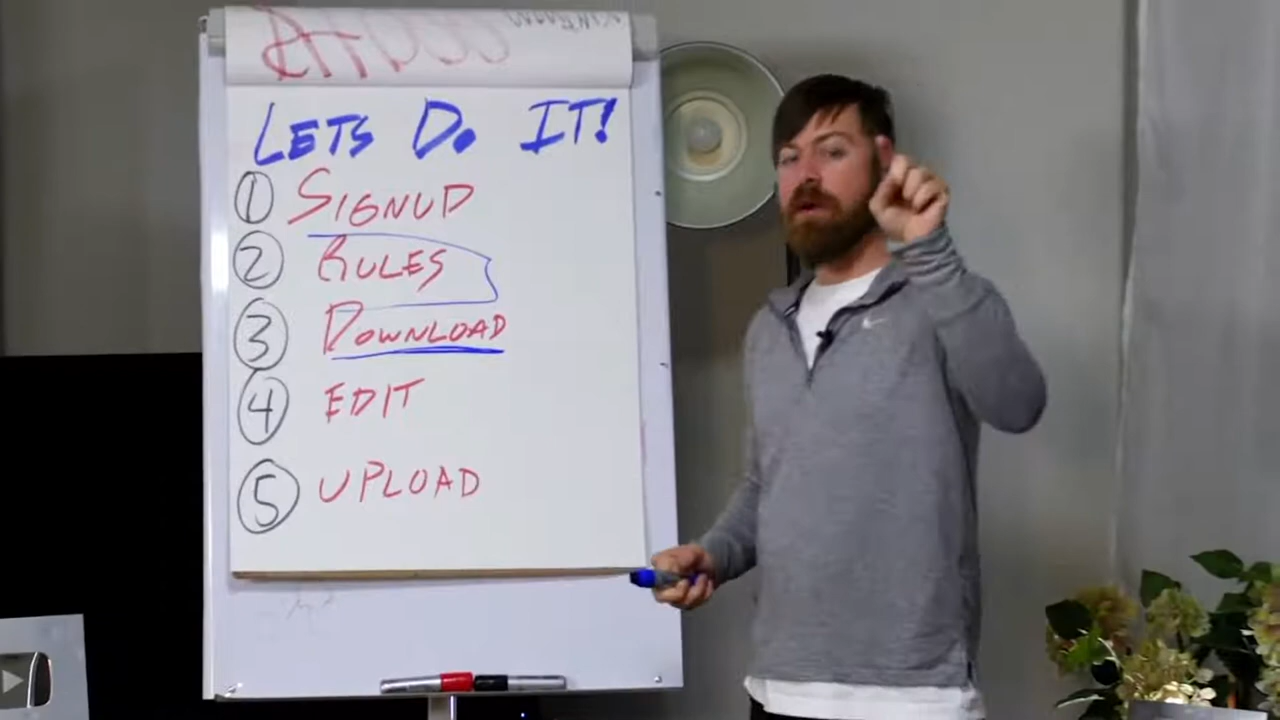 LETS DO IT!
1 SIGNUP
2 RULES
3 DOWNLOAD
4 EDIT
5 UPLOAD